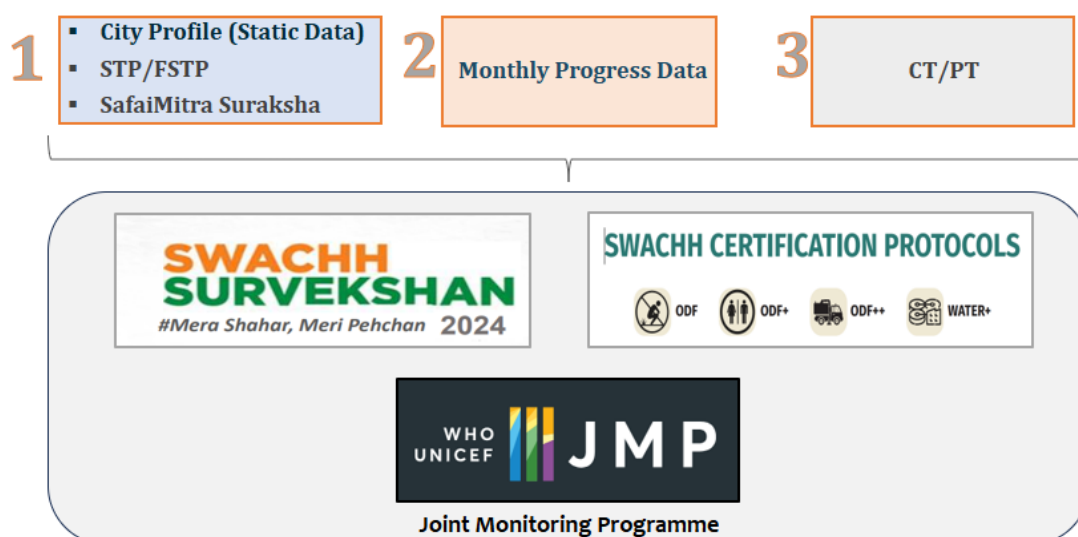 1
▪ City Profile (Static Data)
▪ STP/FSTP
▪ SafaiMitra Suraksha
2
Monthly Progress Data
3
CT/PT
SWACHH
SURVEKSHAN
#Mera Shahar, Meri Pehchan 2024
SWACHH CERTIFICATION PROTOCOLS
ODF
ODF+
ODF++
WATER+
WHO
UNICEF
JMP
Joint Monitoring Programme